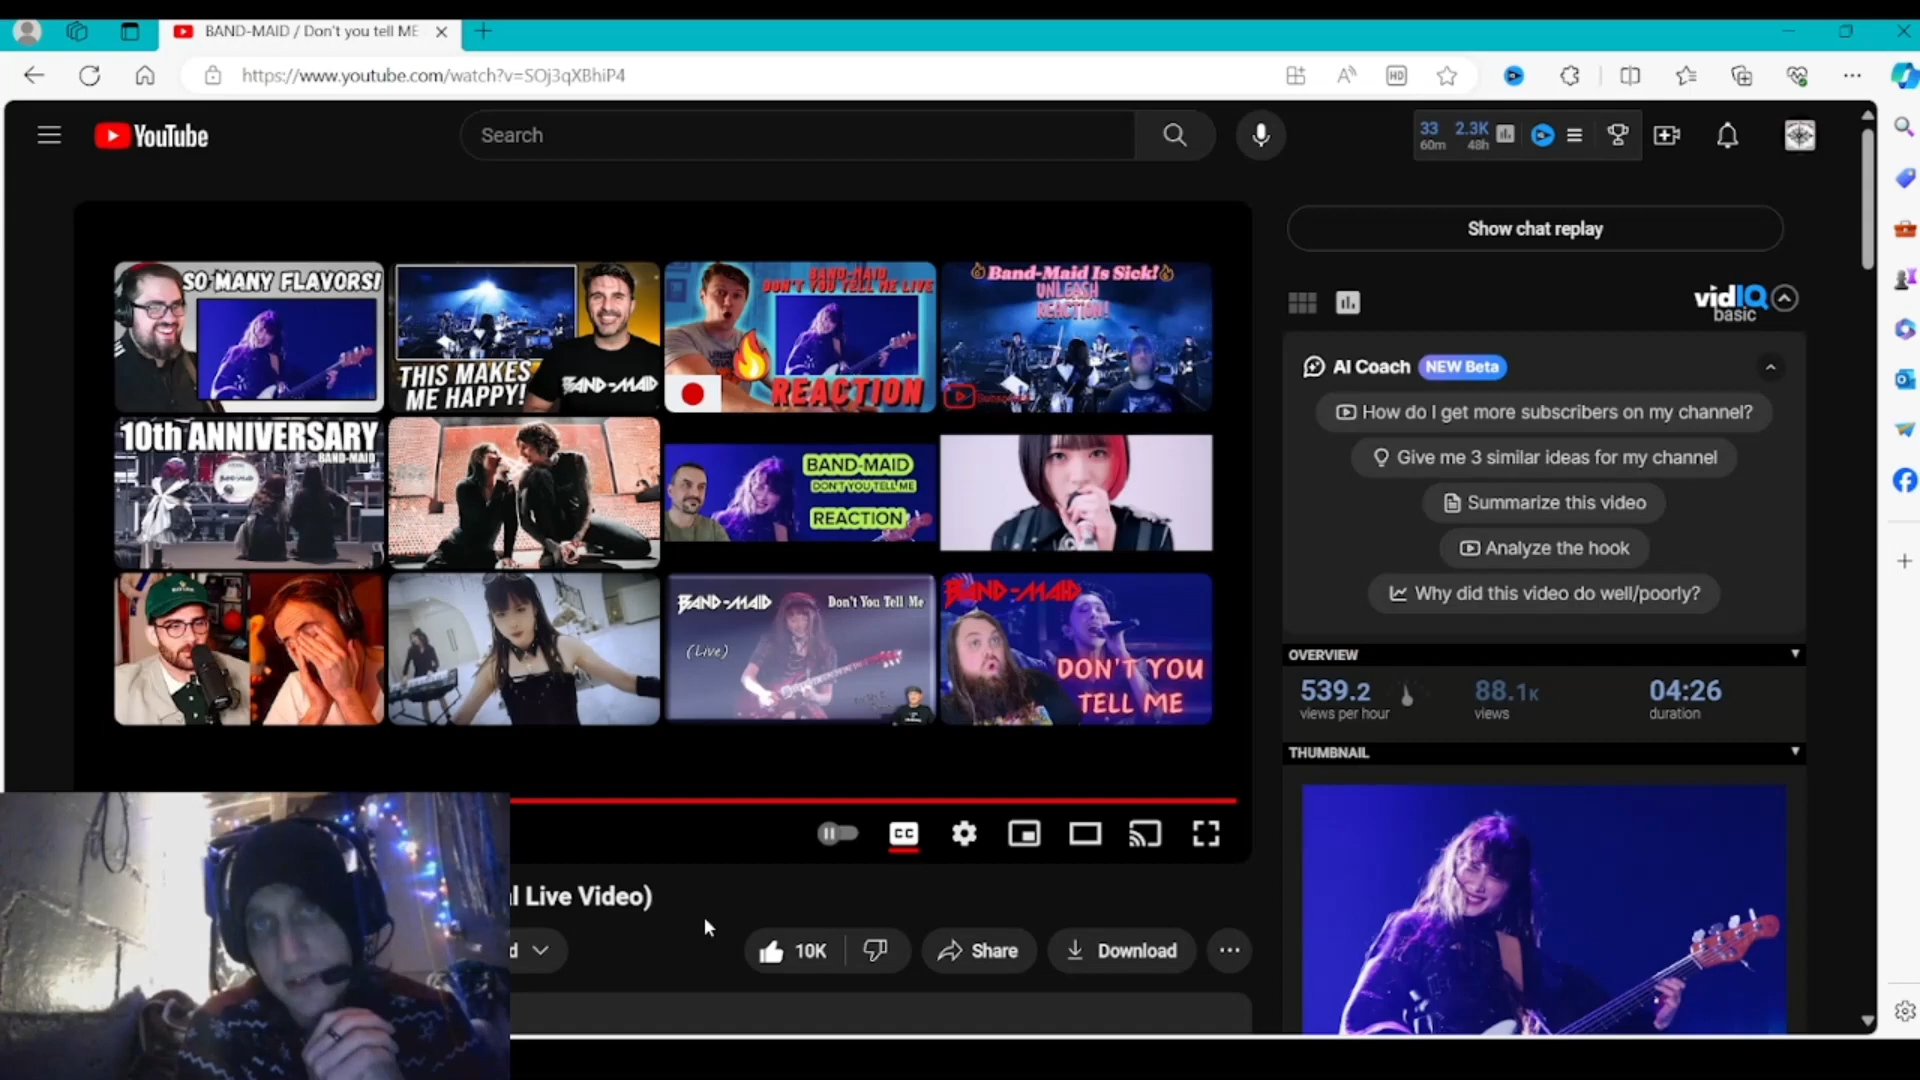 BAND-MAID / Don't you tell ME
https://www.youtube.com/watch?v=SOj3qXBhiP4
HD
YouTube
Search
33 2.3K
60m 48h
Show chat replay
vidIQ
basic
AI Coach NEW Beta
How do I get more subscribers on my channel?
Give me 3 similar ideas for my channel
Summarize this video
Analyze the hook
Why did this video do well/poorly?
OVERVIEW
539.2 88.1K 04:26
views per hour views duration
THUMBNAIL
SO MANY FLAVORS!
THIS MAKES
ME HAPPY!
BAND-MAID
BAND-MAID
DON'T YOU TELL ME LIVE
REACTION
Band-Maid Is Sick!
UNLEASH
REACTION!
10th ANNIVERSARY
BAND-MAID
BAND-MAID
DON'T YOU TELL ME
REACTION
BAND-MAID Don't You Tell Me
(Live)
BAND-MAID
DON'T YOU
TELL ME
CC
l Live Video)
d
10K
Share
Download